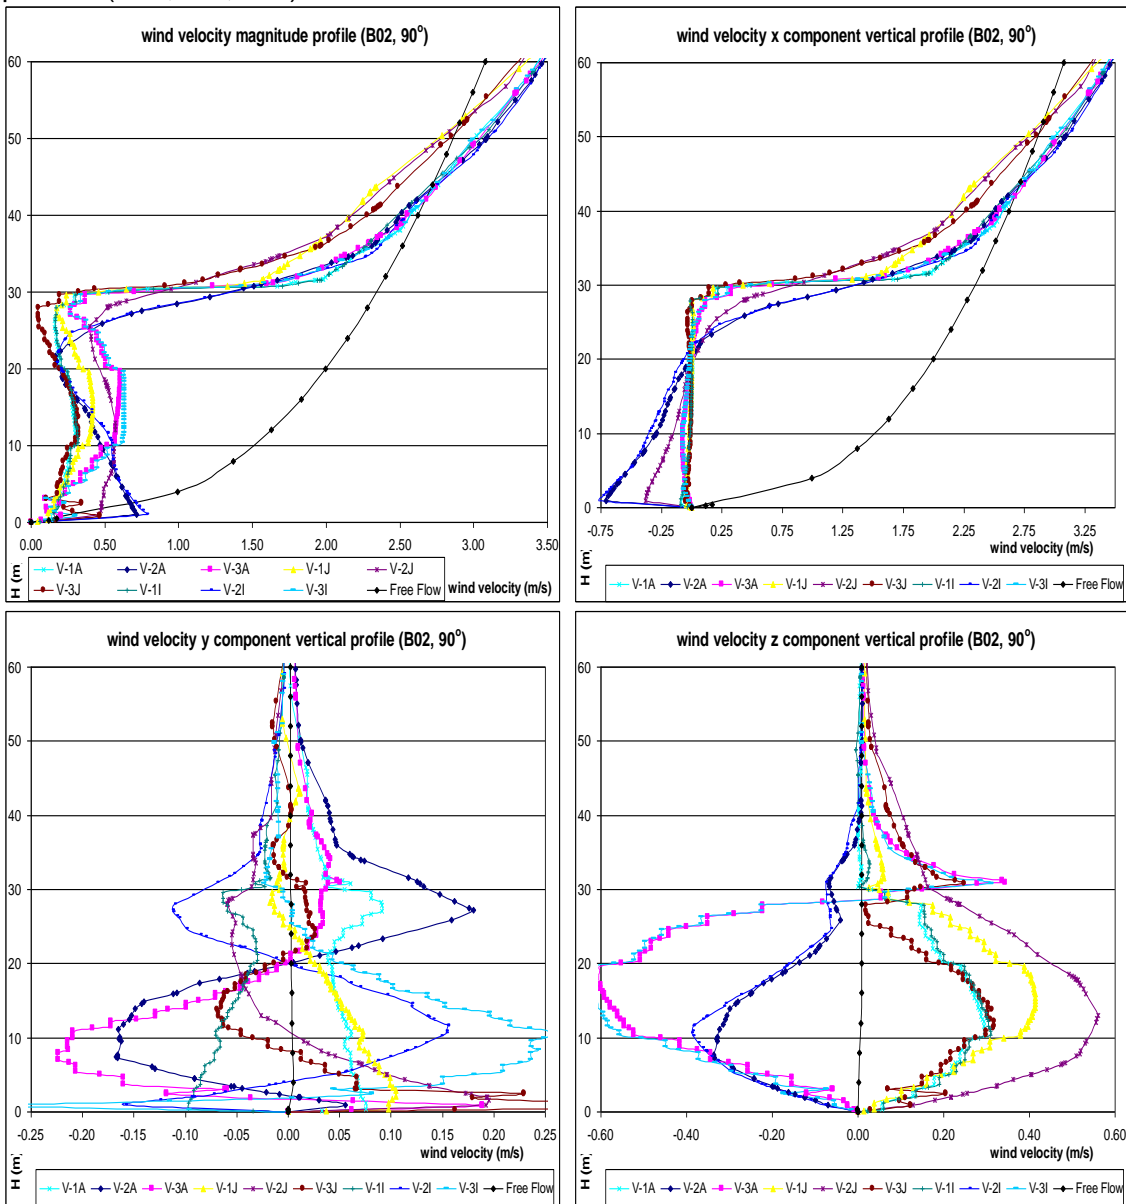 wind velocity magnitude profile (B02, 90°)
60
50
40
30
20
10
0
0.00 0.50 1.00 1.50 2.00 2.50 3.00 3.50
H (m)
V-1A V-2A V-3A V-1J V-2J
V-3J V-1I V-2I V-3I Free Flow
wind velocity (m/s)
wind velocity x component vertical profile (B02, 90°)
60
50
40
30
20
10
0
-0.75 -0.25 0.25 0.75 1.25 1.75 2.25 2.75 3.25
wind velocity (m/s)
H (m)
V-1A V-2A V-3A V-1J V-2J V-3J V-1I V-2I V-3I Free Flow
wind velocity y component vertical profile (B02, 90°)
60
50
40
30
20
10
0
-0.25 -0.20 -0.15 -0.10 -0.05 0.00 0.05 0.10 0.15 0.20 0.25
wind velocity (m/s)
H (m)
V-1A V-2A V-3A V-1J V-2J V-3J V-1I V-2I V-3I Free Flow
wind velocity z component vertical profile (B02, 90°)
60
50
40
30
20
10
0
-0.60 -0.40 -0.20 0.00 0.20 0.40 0.60
wind velocity (m/s)
H (m)
V-1A V-2A V-3A V-1J V-2J V-3J V-1I V-2I V-3I Free Flow